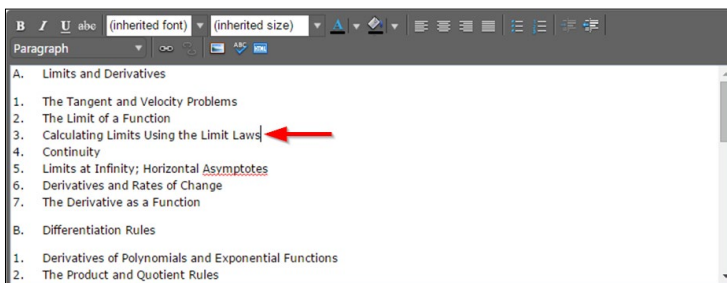 B I U abc (inherited font) (inherited size) A
Paragraph ABC HTML
A. Limits and Derivatives
1. The Tangent and Velocity Problems
2. The Limit of a Function
3. Calculating Limits Using the Limit Laws
4. Continuity
5. Limits at Infinity; Horizontal Asymptotes
6. Derivatives and Rates of Change
7. The Derivative as a Function
B. Differentiation Rules
1. Derivatives of Polynomials and Exponential Functions
2. The Product and Quotient Rules